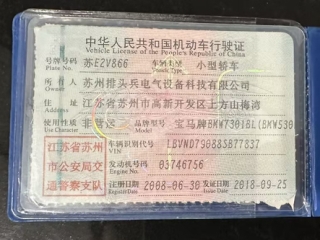 中华人民共和国机动车行驶证
Vehicle License of the People's Republic of China
号牌号码 苏E2V866 车辆类型 小型轿车
Plate No. Vehicle Type
所有人 苏州排头兵电气设备科技有限公司
Owner
住址 江苏省苏州市高新开发区上方山梅湾
Address
使用性质 非营运 品牌型号 宝马牌BMW7301BL(BMW530
Use Character Model
江苏省苏州 车辆识别代号 LBVND790885B77837
VIN
市公安局交 发动机号码 03746756
Engine No.
通警察支队 注册日期 2008-06-30 发证日期 2018-09-25
Register Date Issue Date